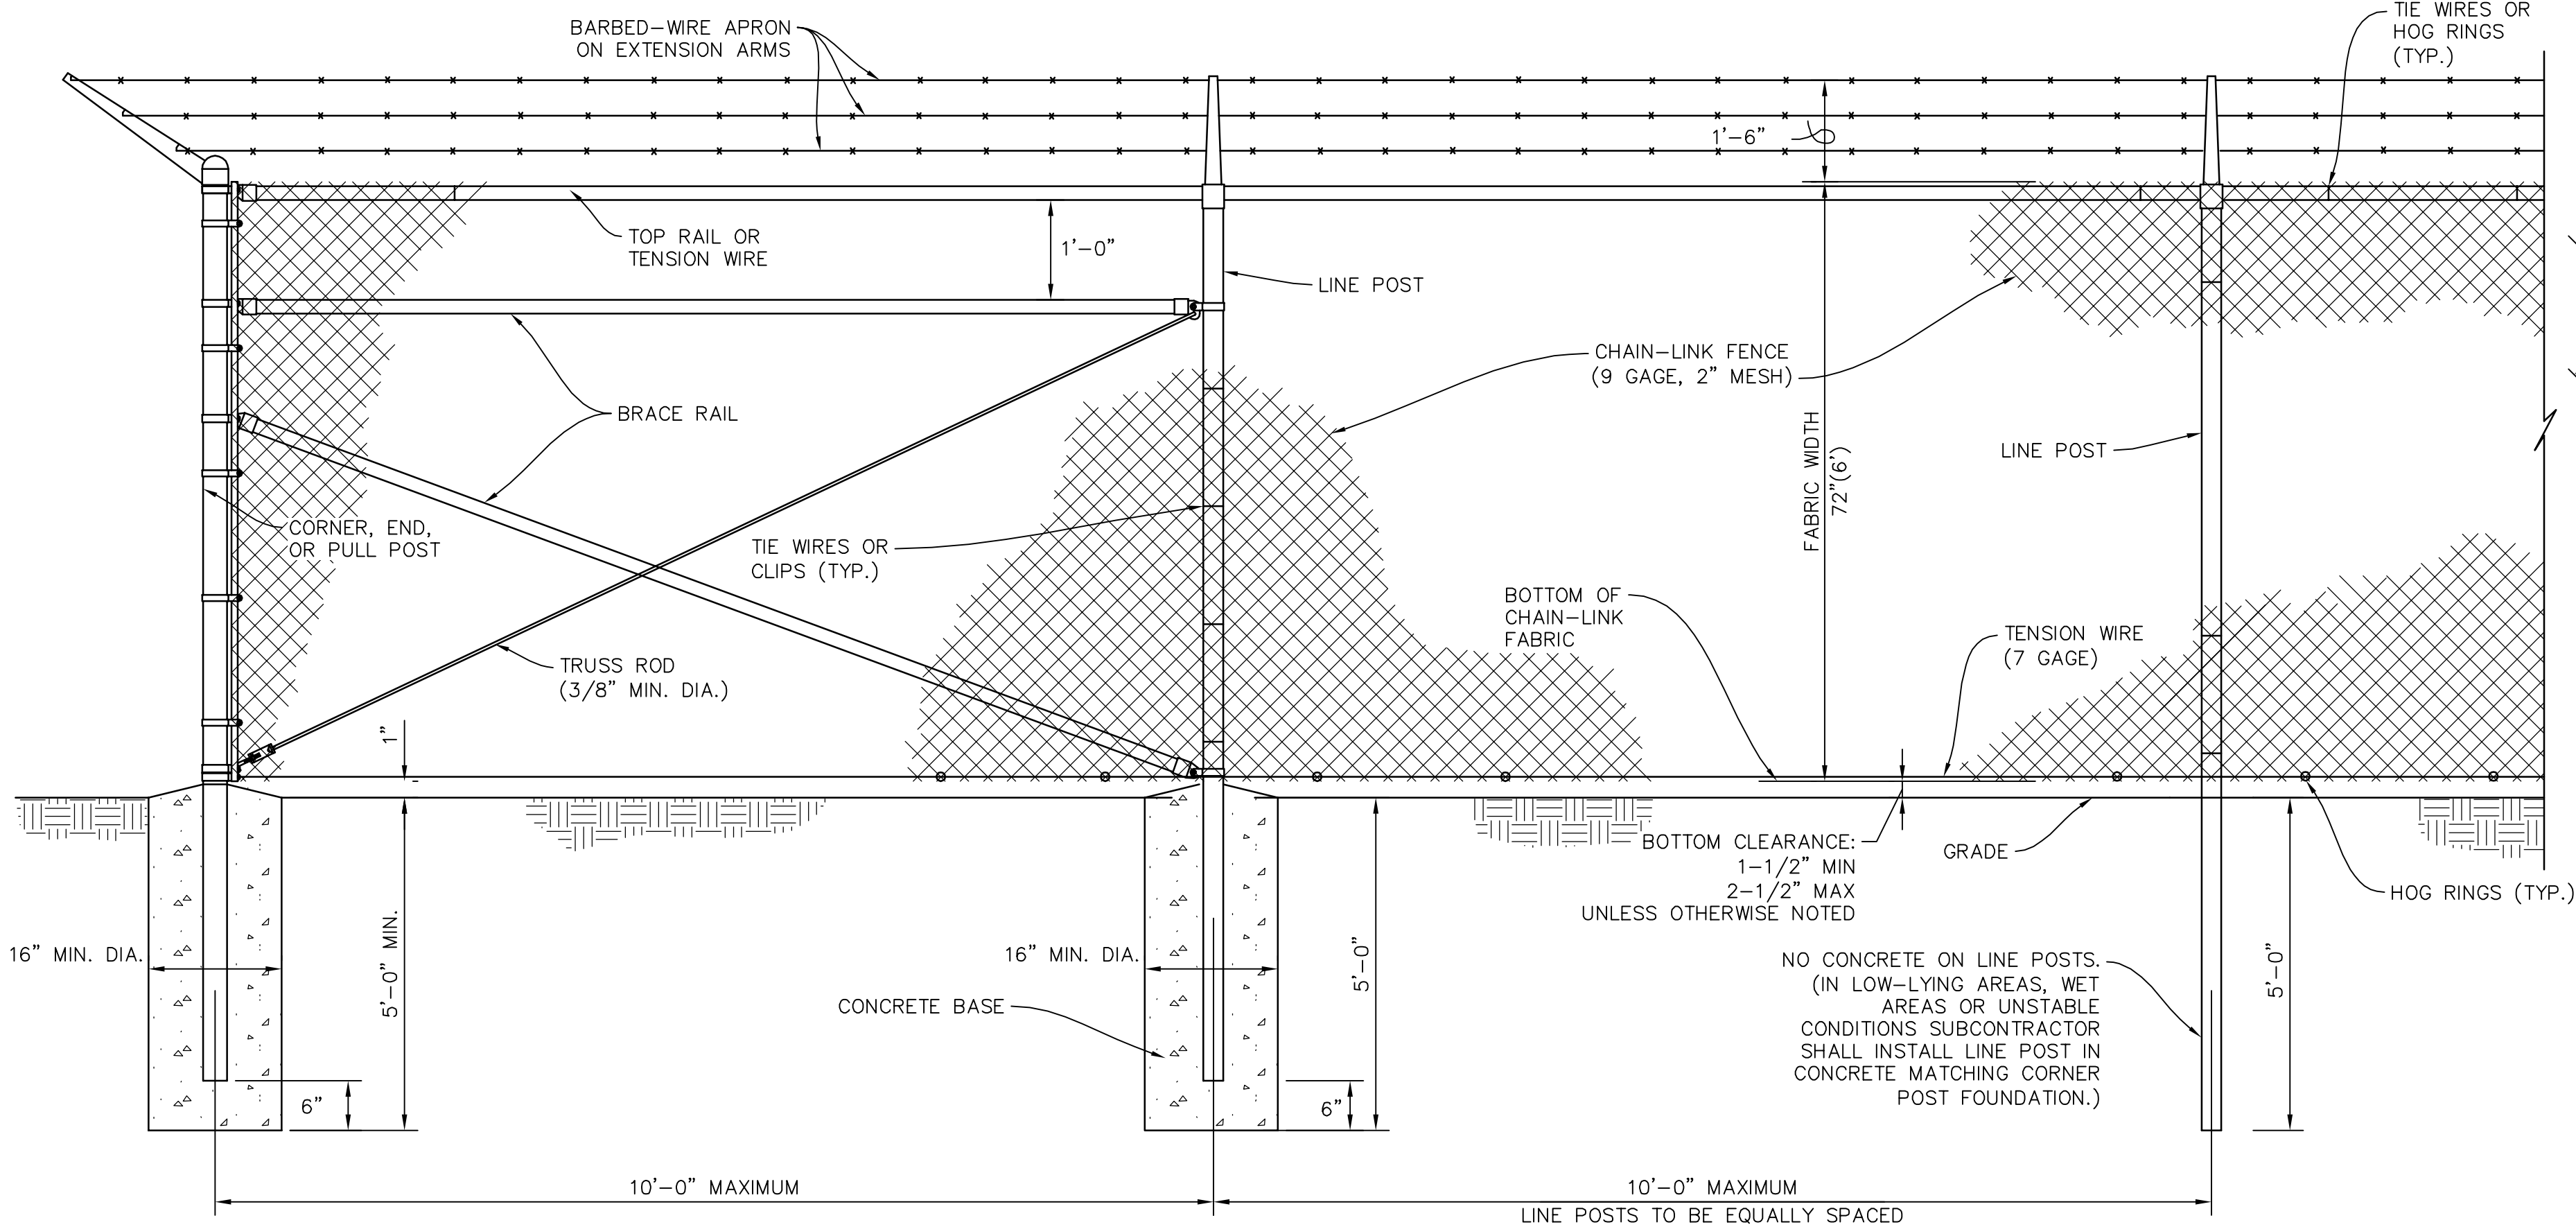 BARBED-WIRE APRON
ON EXTENSION ARMS
TIE WIRES OR
HOG RINGS
(TYP.)
1'-6"
TOP RAIL OR
TENSION WIRE
1'-0"
LINE POST
CHAIN-LINK FENCE
(9 GAGE, 2" MESH)
BRACE RAIL
FABRIC WIDTH
72"(6')
LINE POST
CORNER, END,
OR PULL POST
TIE WIRES OR
CLIPS (TYP.)
BOTTOM OF
CHAIN-LINK
FABRIC
TENSION WIRE
(7 GAGE)
TRUSS ROD
(3/8" MIN. DIA.)
1"
BOTTOM CLEARANCE:
1-1/2" MIN
2-1/2" MAX
UNLESS OTHERWISE NOTED
GRADE
HOG RINGS (TYP.)
16" MIN. DIA.
5'-0" MIN.
16" MIN. DIA.
5'-0"
CONCRETE BASE
NO CONCRETE ON LINE POSTS.
(IN LOW-LYING AREAS, WET
AREAS OR UNSTABLE
CONDITIONS SUBCONTRACTOR
SHALL INSTALL LINE POST IN
CONCRETE MATCHING CORNER
POST FOUNDATION.)
5'-0"
6"
6"
10'-0" MAXIMUM
10'-0" MAXIMUM
LINE POSTS TO BE EQUALLY SPACED